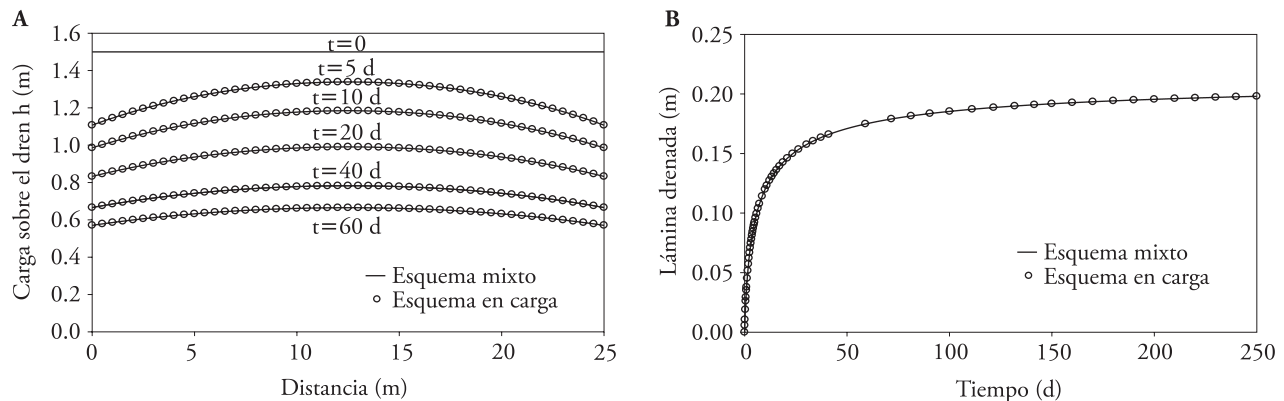 A
Carga sobre el dren h (m)
1.6
1.4
1.2
1.0
0.8
0.6
0.4
0.2
0.0
t=0
t=5 d
t=10 d
t=20 d
t=40 d
t=60 d
Esquema mixto
Esquema en carga
0 5 10 15 20 25
Distancia (m)
B
Lámina drenada (m)
0.25
0.20
0.15
0.10
0.05
0.00
Esquema mixto
Esquema en carga
0 50 100 150 200 250
Tiempo (d)